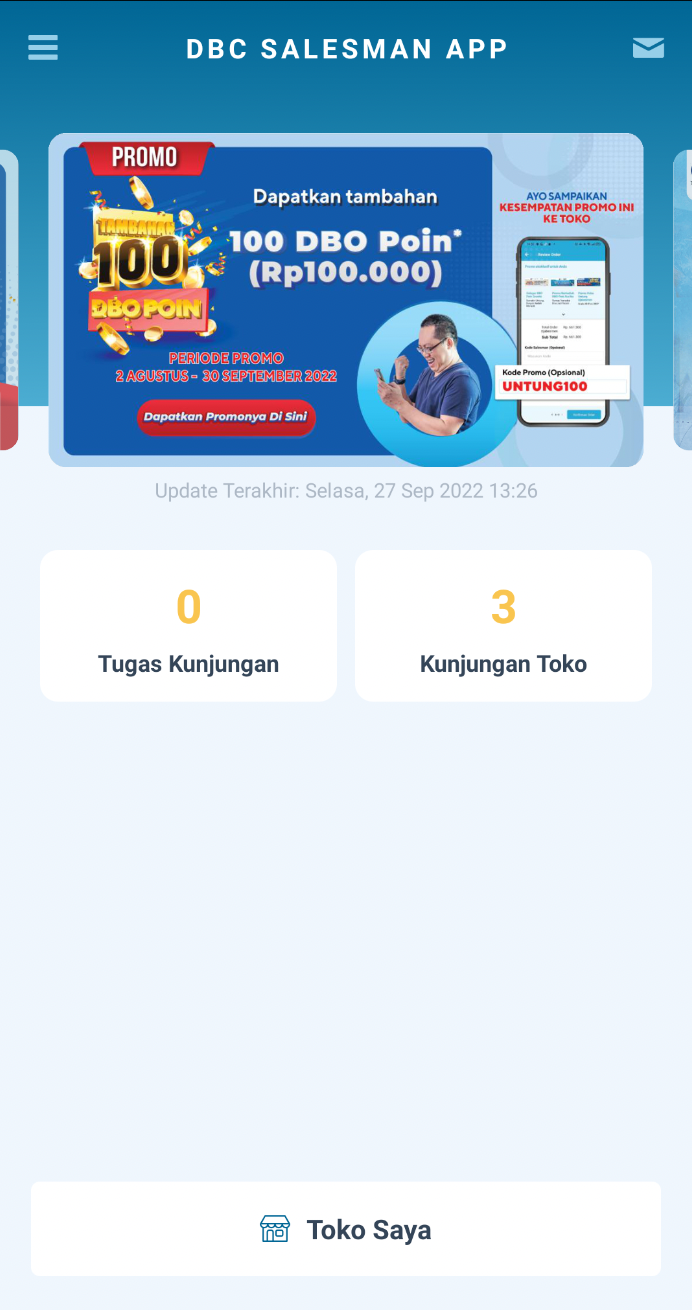 DBC SALESMAN APP
PROMO
TAMBAHAN
100
DBO POIN
Dapatkan tambahan
100 DBO Poin*
(Rp100.000)
PERIODE PROMO
2 AGUSTUS - 30 SEPTEMBER 2022
Dapatkan Promonya Di Sini
AYO SAMPAIKAN
KESEMPATAN PROMO INI
KE TOKO
Kode Promo (Opsional)
UNTUNG100
Update Terakhir: Selasa, 27 Sep 2022 13:26
0
Tugas Kunjungan
3
Kunjungan Toko
Toko Saya